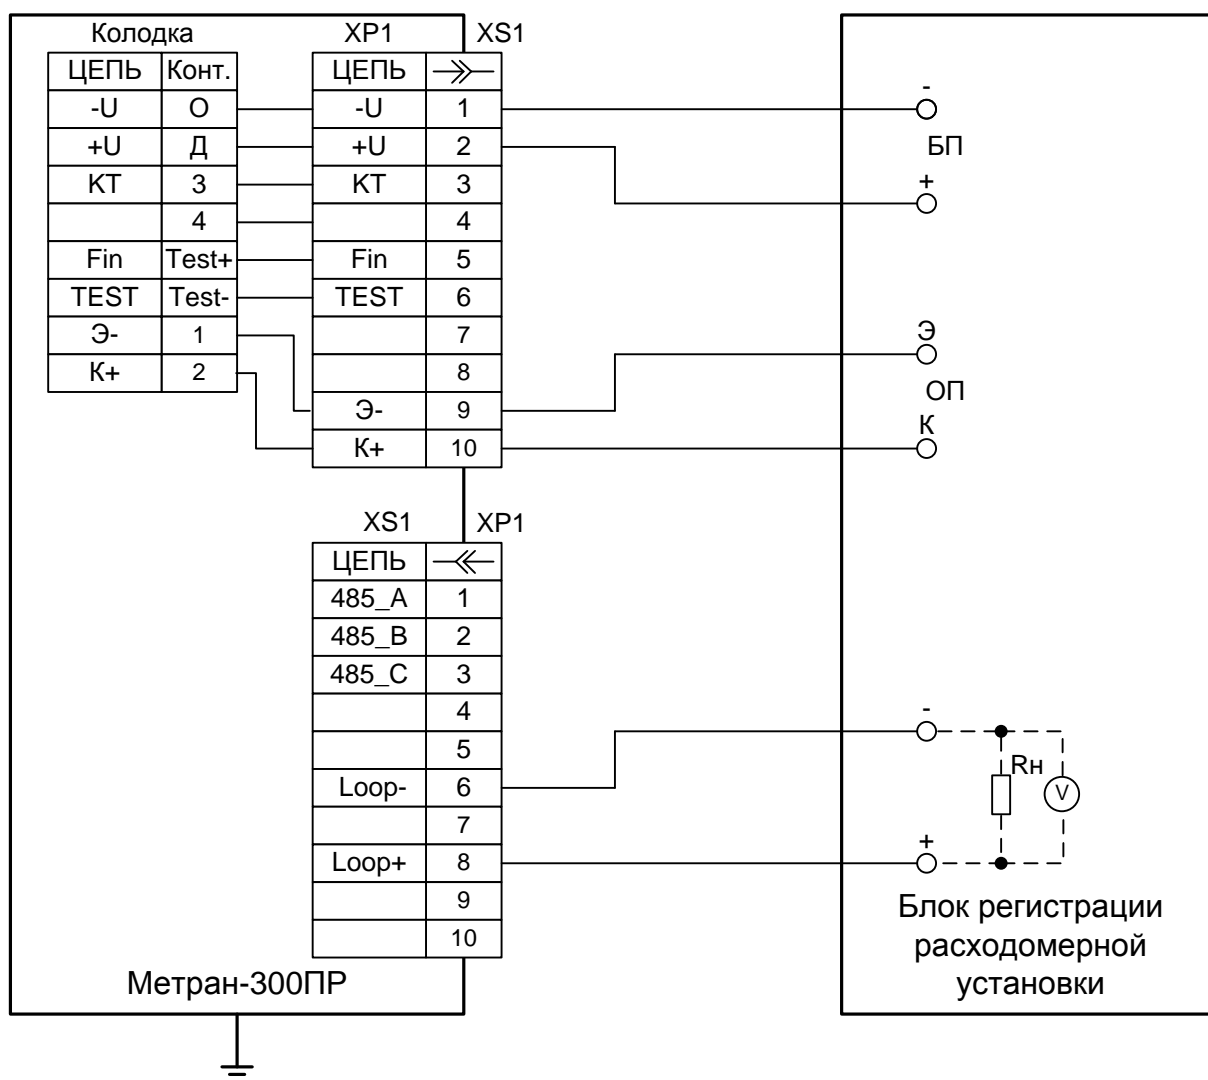 Колодка XP1 XS1
ЦЕПЬ Конт. ЦЕПЬ
-U О -U 1
+U Д +U 2
КТ 3 КТ 3
4 4
Fin Test+ Fin 5
TEST Test- TEST 6
Э- 1 7
К+ 2 8
Э- 9
К+ 10
-
БП
+
Э
ОП
К
XS1 XP1
ЦЕПЬ
485_A 1
485_B 2
485_C 3
4
5
Loop- 6
7
Loop+ 8
9
10
-
Rн
V
+
Блок регистрации
расходомерной
установки
Метран-300ПР